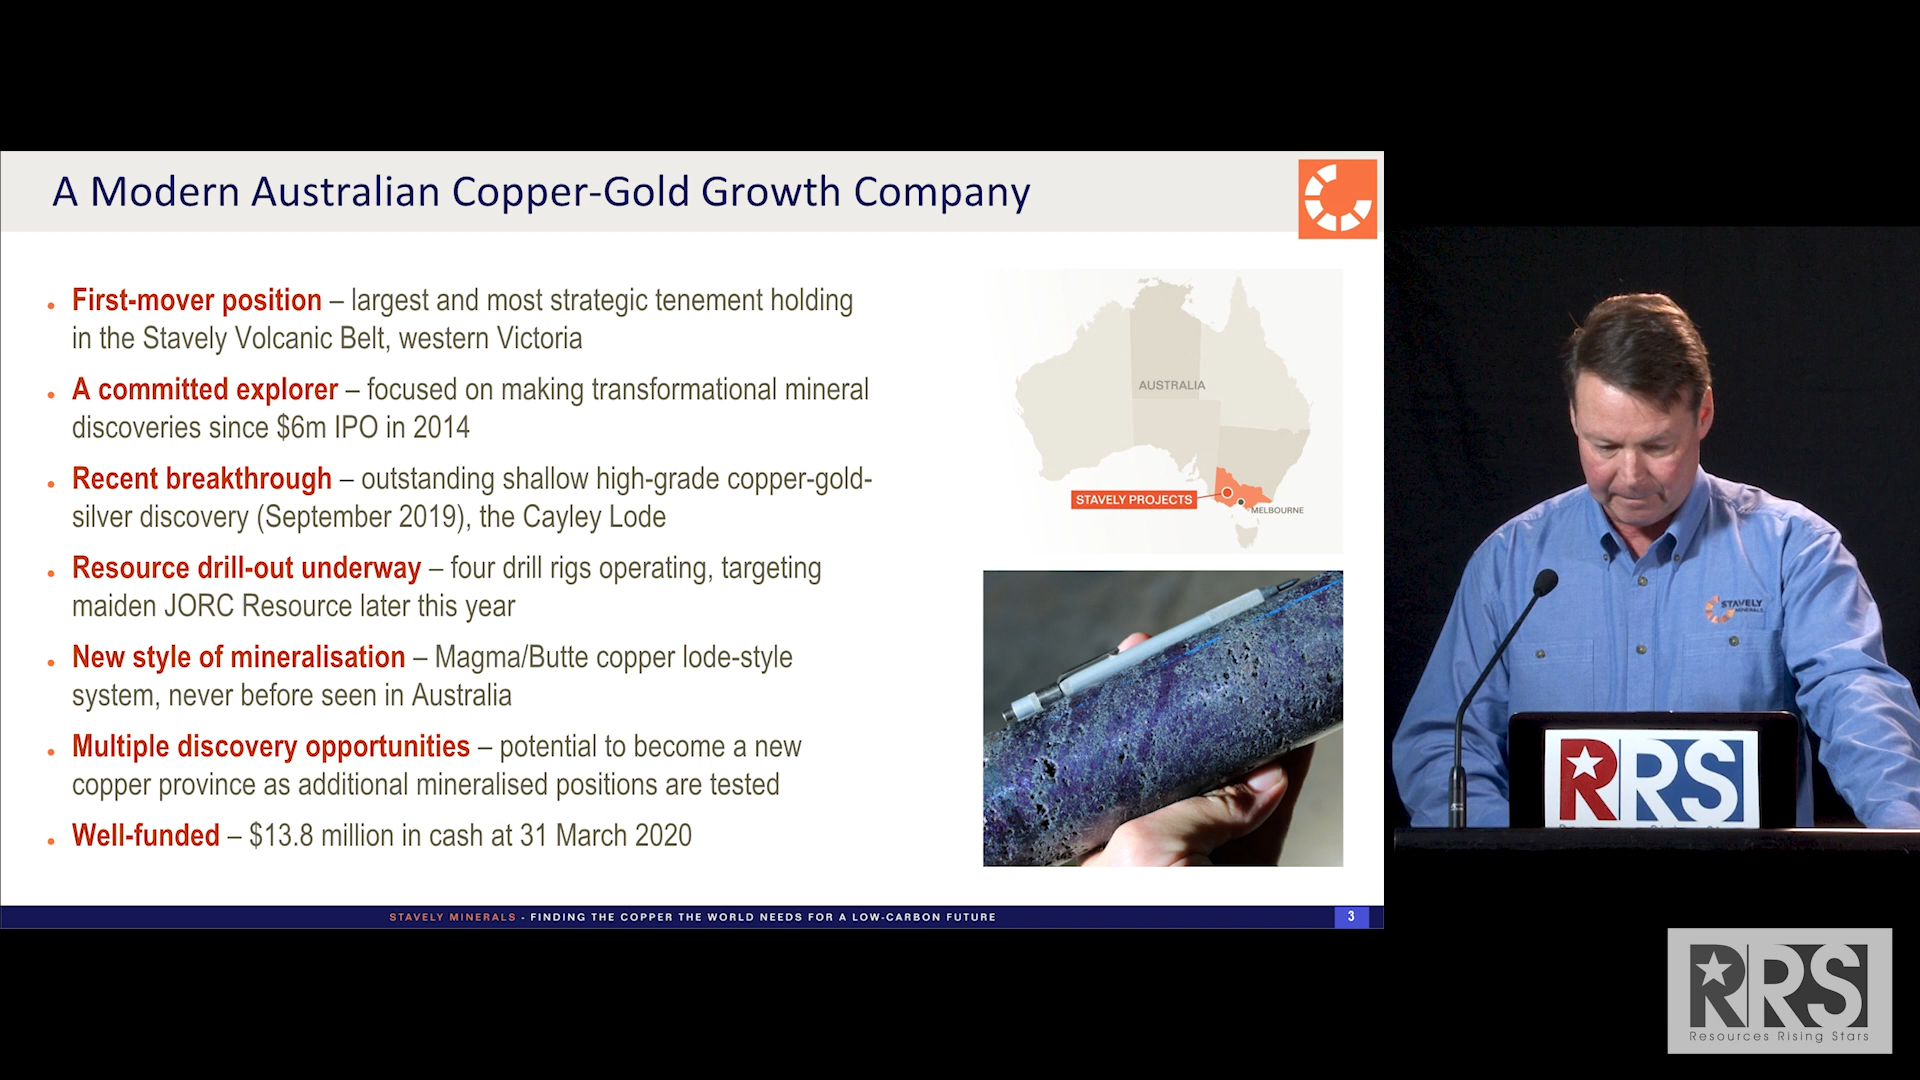 A Modern Australian Copper-Gold Growth Company
First-mover position – largest and most strategic tenement holding
in the Stavely Volcanic Belt, western Victoria
A committed explorer – focused on making transformational mineral
discoveries since $6m IPO in 2014
Recent breakthrough – outstanding shallow high-grade copper-gold-
silver discovery (September 2019), the Cayley Lode
Resource drill-out underway – four drill rigs operating, targeting
maiden JORC Resource later this year
New style of mineralisation – Magma/Butte copper lode-style
system, never before seen in Australia
Multiple discovery opportunities – potential to become a new
copper province as additional mineralised positions are tested
Well-funded – $13.8 million in cash at 31 March 2020
AUSTRALIA
STAVELY PROJECTS
MELBOURNE
STAVELY MINERALS - FINDING THE COPPER THE WORLD NEEDS FOR A LOW-CARBON FUTURE
3
STAVELY
MINERALS
RRS
RRS
Resources Rising Stars